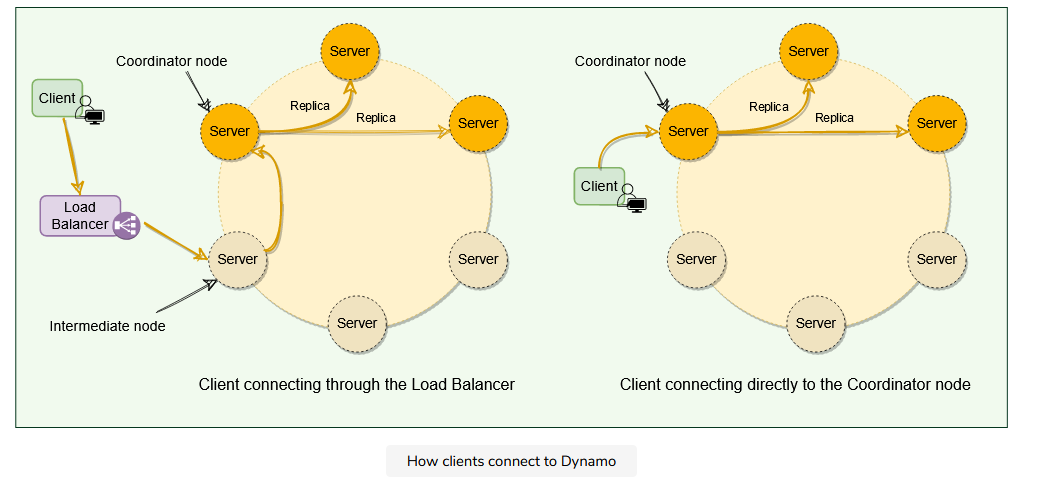 Coordinator node
Client
Server
Server
Replica
Replica
Server
Load
Balancer
Server
Server
Intermediate node
Server
Client connecting through the Load Balancer
Coordinator node
Server
Server
Replica
Replica
Server
Client
Server
Server
Server
Client connecting directly to the Coordinator node
How clients connect to Dynamo